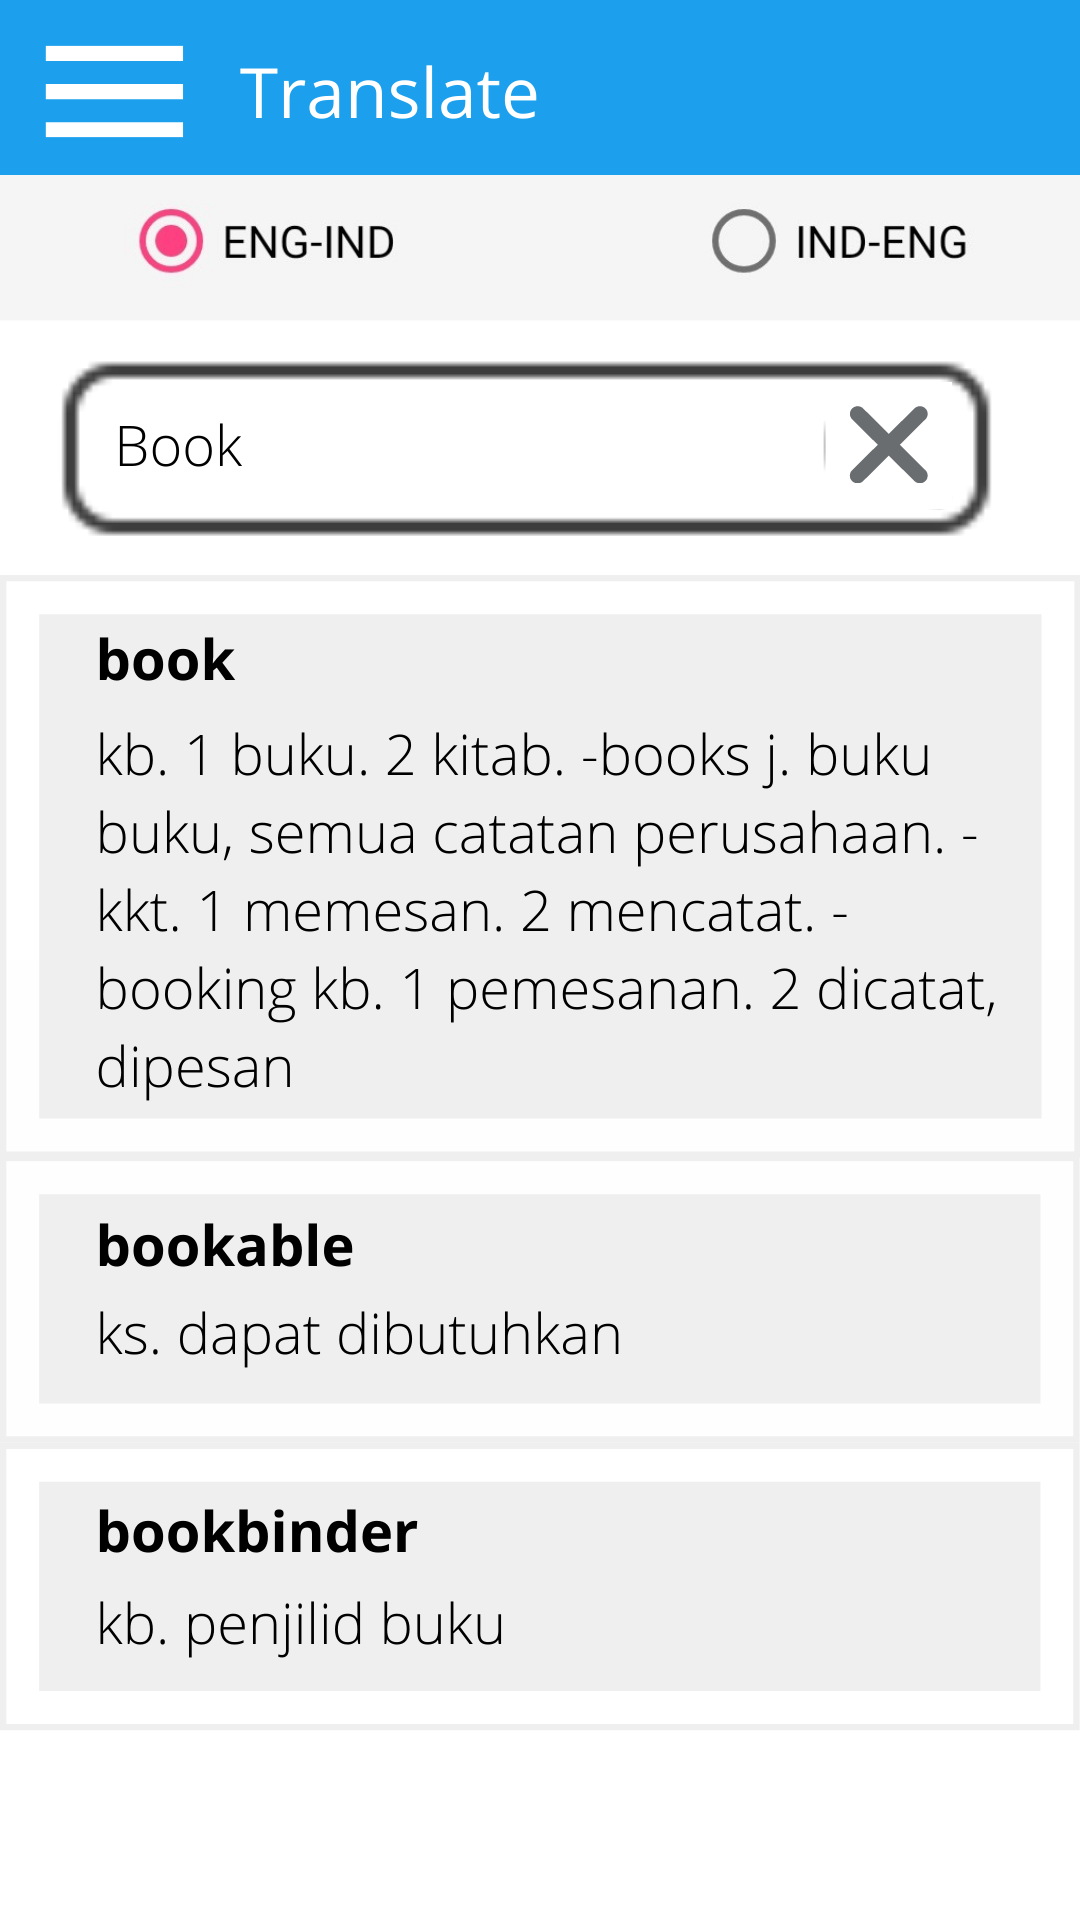 Translate
ENG-IND
IND-ENG
Book
book
kb. 1 buku. 2 kitab. -books j. buku
buku, semua catatan perusahaan. -
kkt. 1 memesan. 2 mencatat. -
booking kb. 1 pemesanan. 2 dicatat,
dipesan
bookable
ks. dapat dibutuhkan
bookbinder
kb. penjilid buku